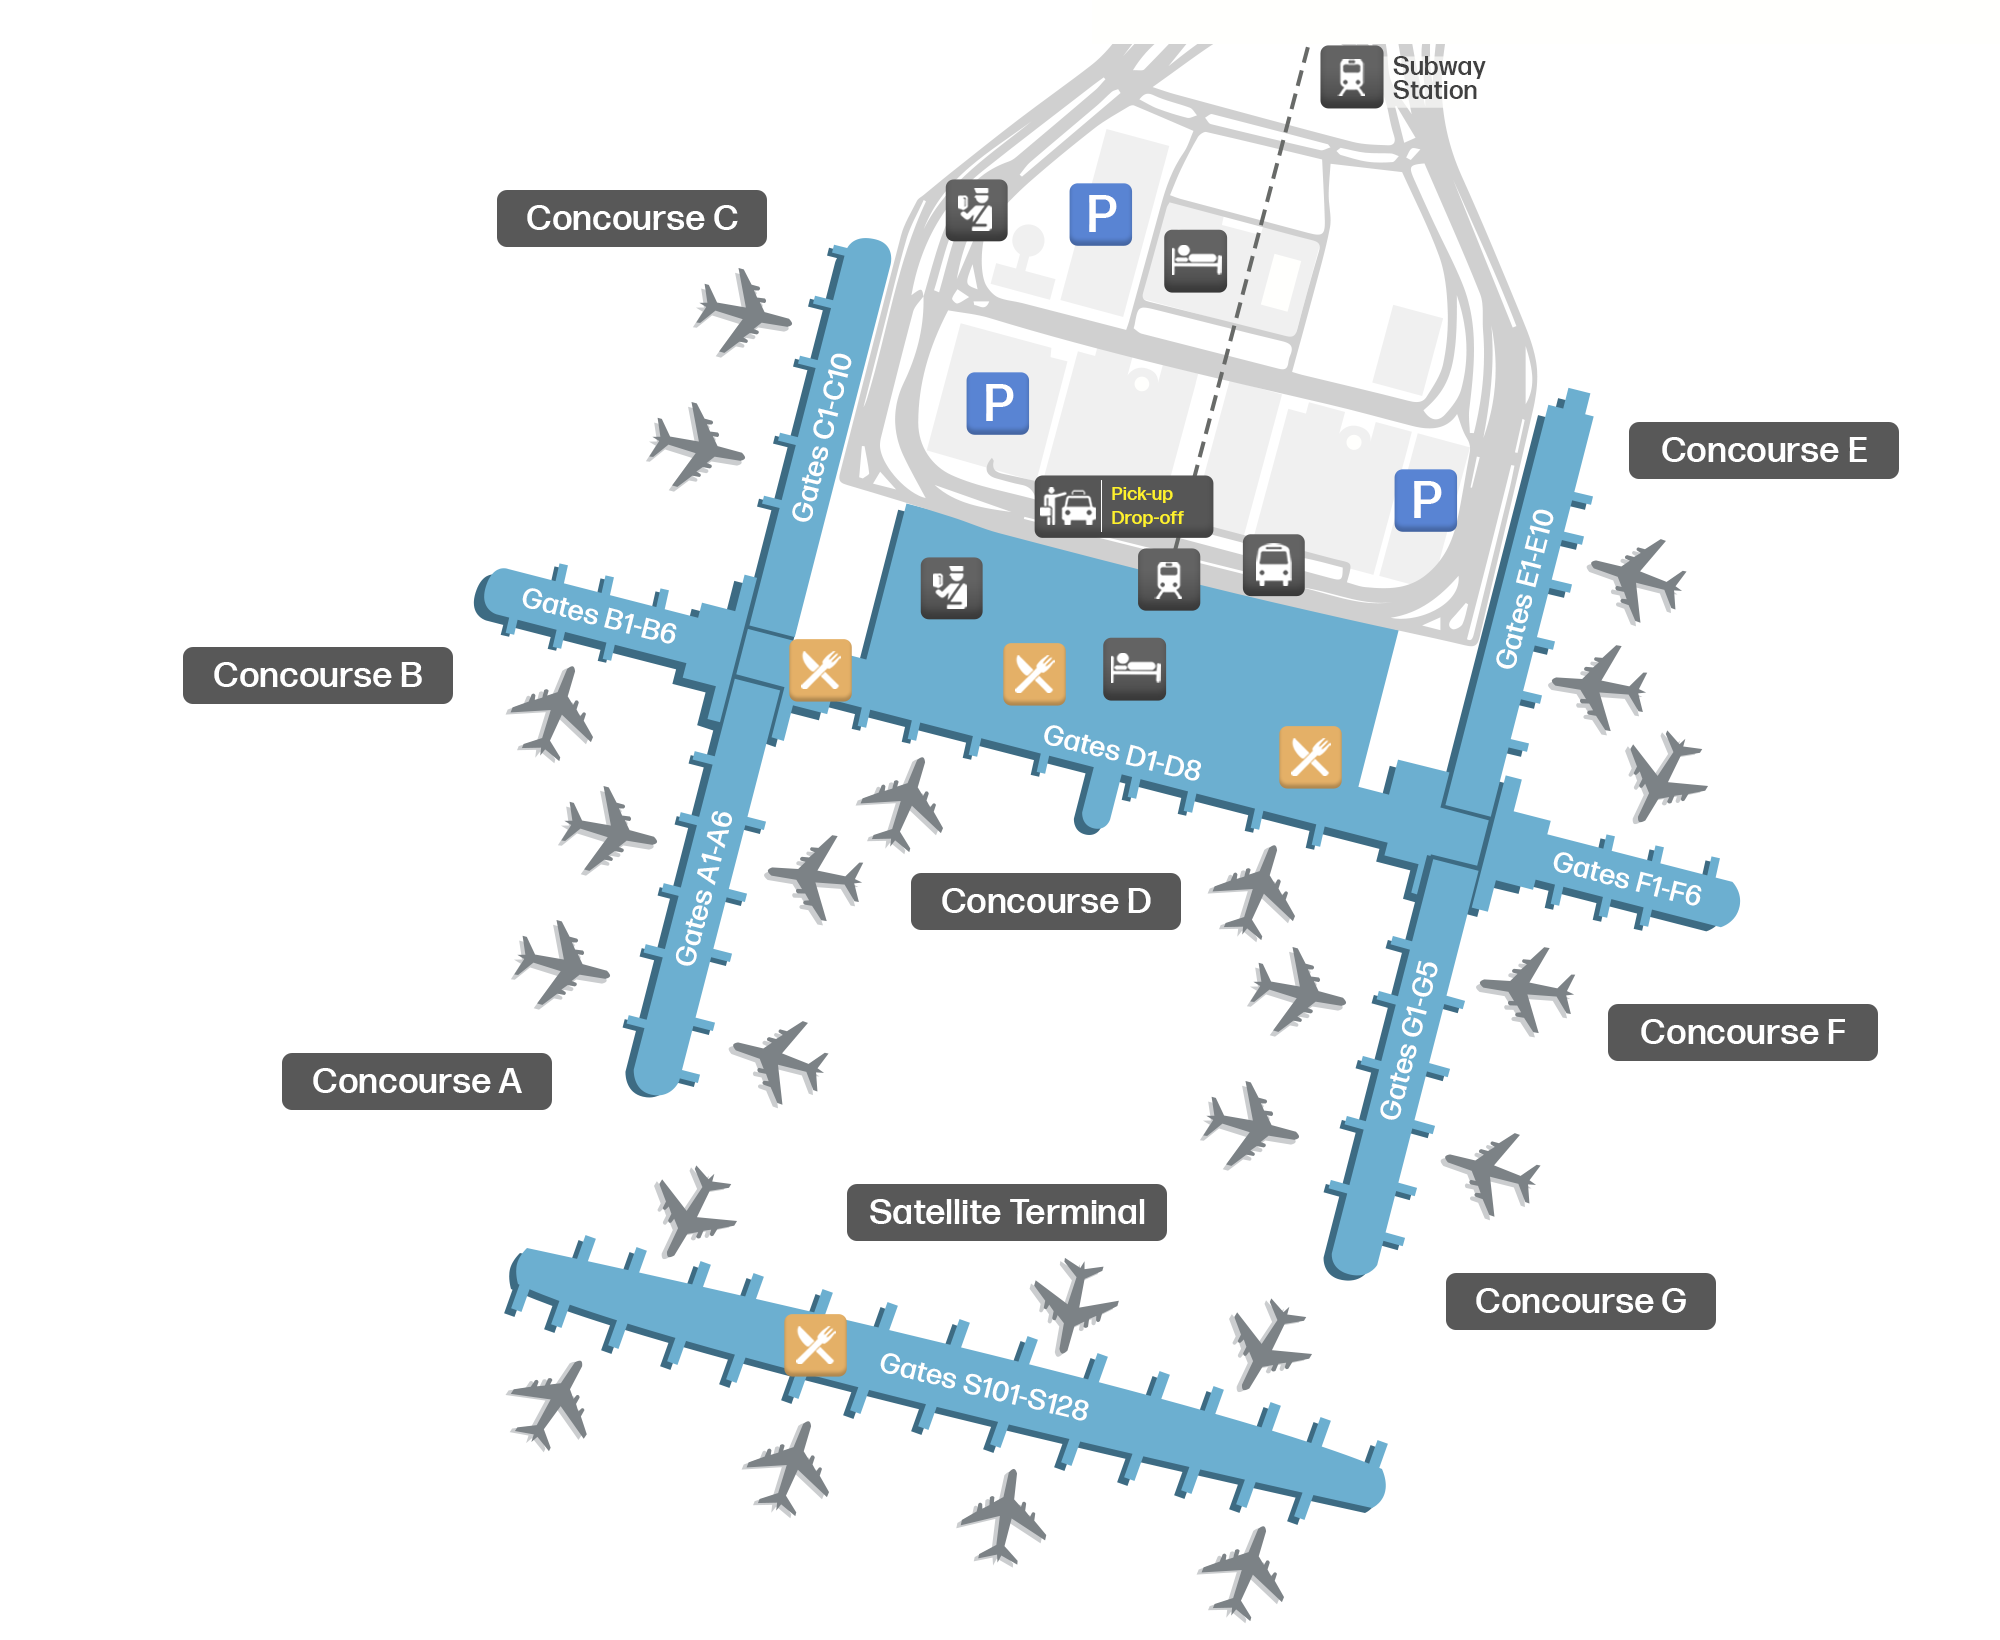 Subway
Station
Concourse C
P
P
Concourse E
P
Pick-up
Drop-off
Gates C1-C10
Gates E1-E10
Gates B1-B6
Concourse B
Gates D1-D8
Gates A1-A6
Gates F1-F6
Concourse D
Concourse F
Gates G1-G5
Concourse A
Satellite Terminal
Concourse G
Gates S101-S128